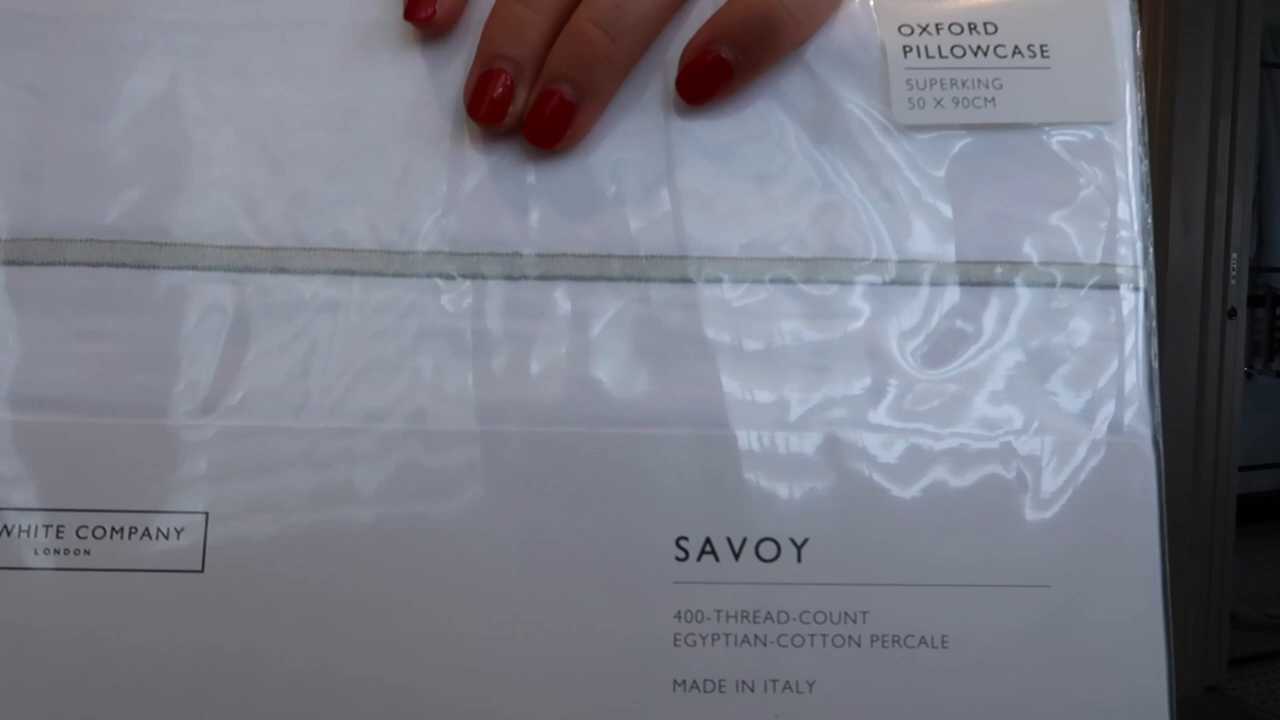 OXFORD
PILLOWCASE
SUPERKING
50 X 90CM
WHITE COMPANY
LONDON
SAVOY
400-THREAD-COUNT
EGYPTIAN-COTTON PERCALE
MADE IN ITALY